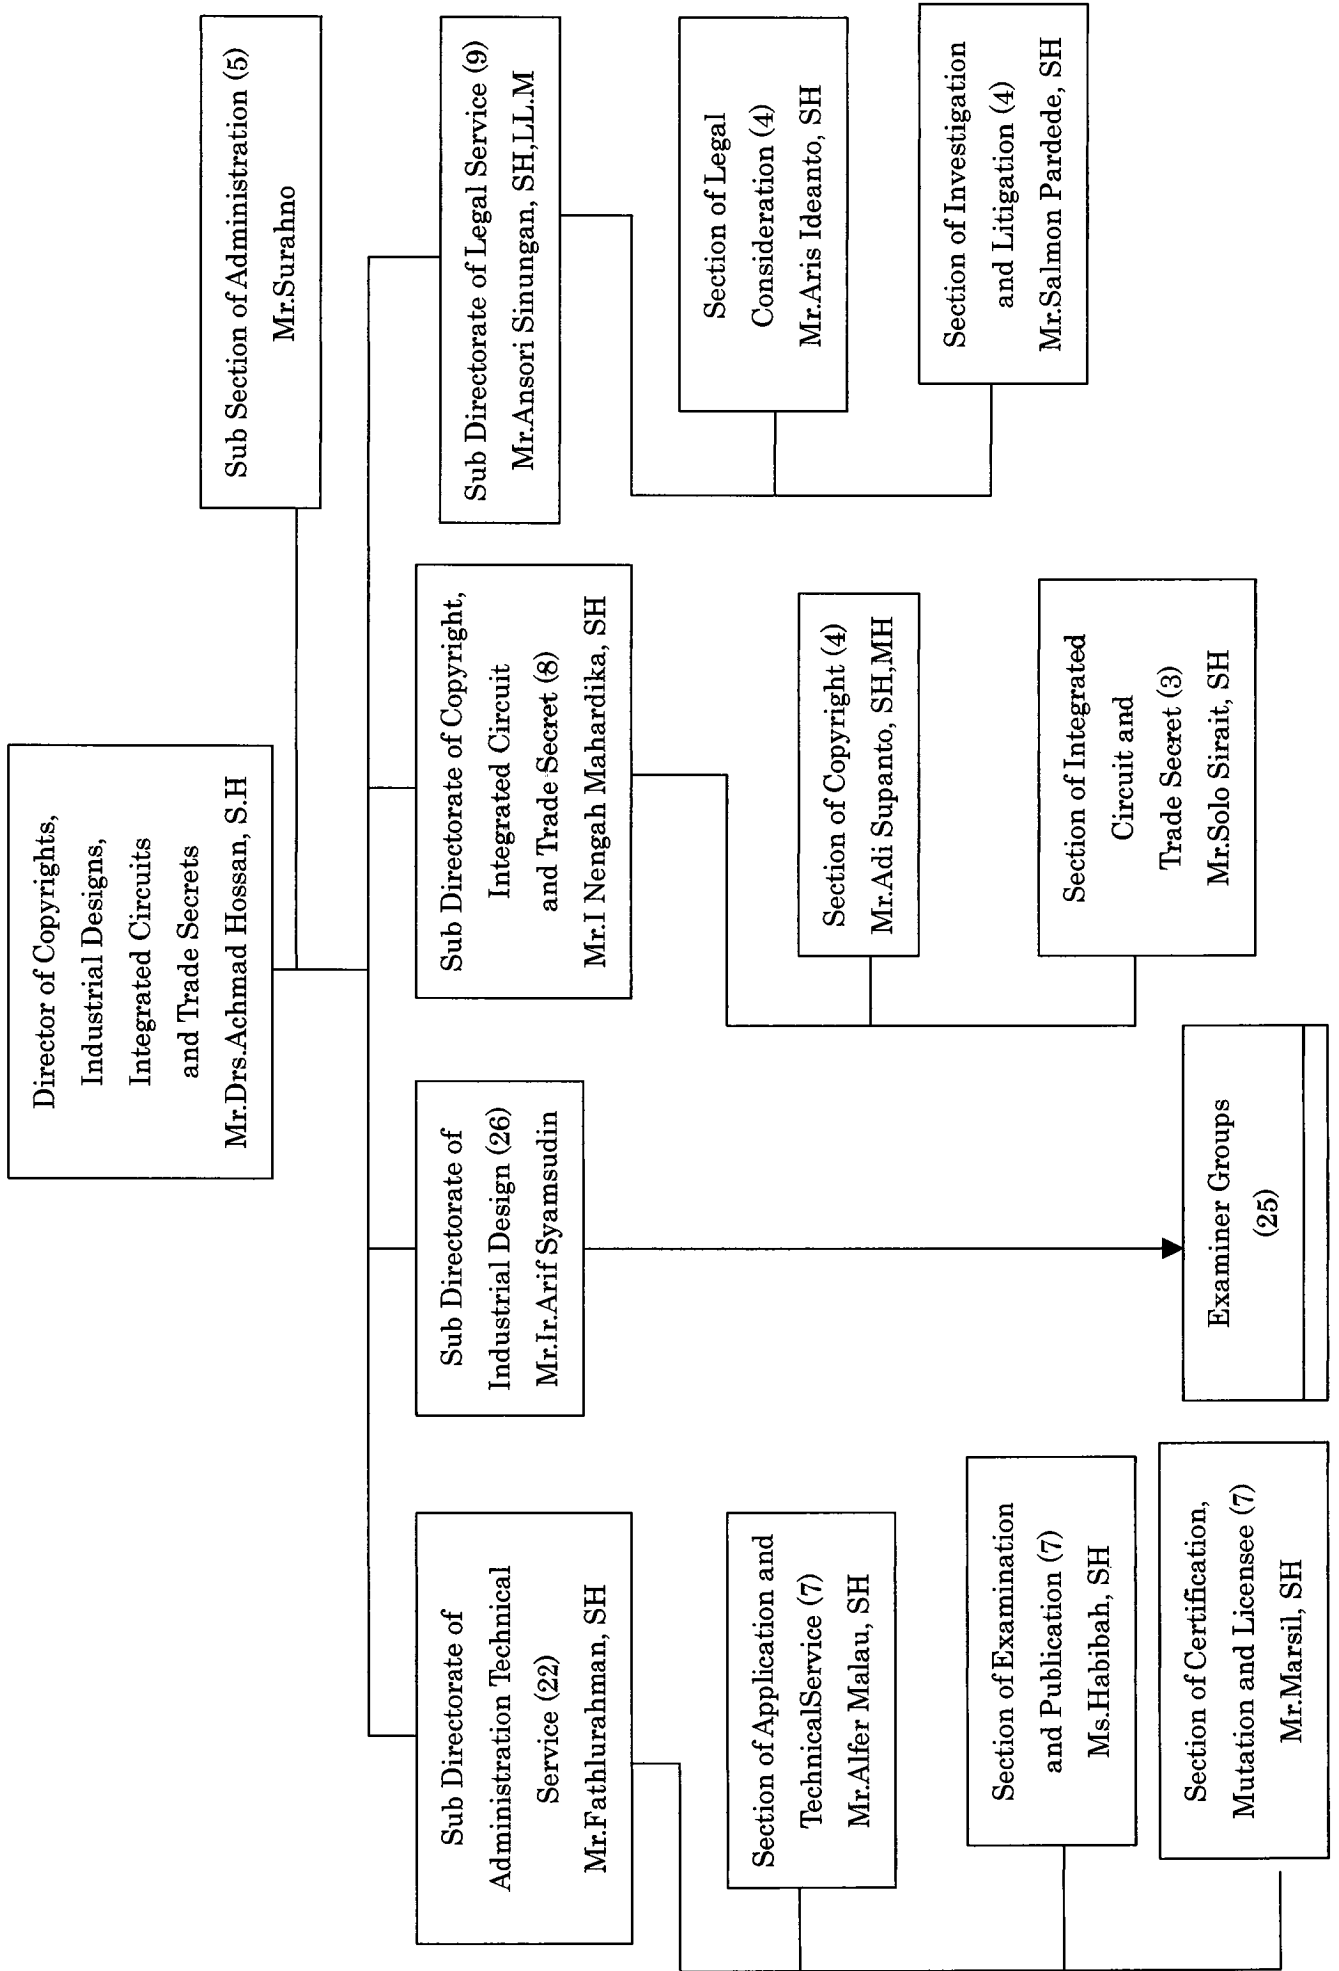 Director of Copyrights,
Industrial Designs,
Integrated Circuits
and Trade Secrets
Mr.Drs.Achmad Hossan, S.H
Sub Section of Administration (5)
Mr.Surahno
Sub Director of
Administration Technical
Service (22)
Mr.Fathlurahman, SH
Section of Application and
TechnicalService (7)
Mr.Alfer Malau, SH
Section of Examination
and Publication (7)
Ms.Habibah, SH
Section of Certification,
Mutation and Licensee (7)
Mr.Marsil, SH
Sub Directorate of
Industrial Design (26)
Mr.Ir.Arif Syamsudin
Examiner Groups
(25)
Sub Directorate of Copyright,
Integrated Circuit
and Trade Secret (8)
Mr.I Nengah Mahardika, SH
Section of Copyright (4)
Mr.Adi Supanto, SH,MH
Section of Integrated
Circuit and
Trade Secret (3)
Mr.Solo Sirait, SH
Sub Directorate of Legal Service (9)
Mr.Ansori Sinungan, SH,LL.M
Section of Legal
Consideration (4)
Mr.Aris Ideanto, SH
Section of Investigation
and Litigation (4)
Mr.Salmon Pardede, SH